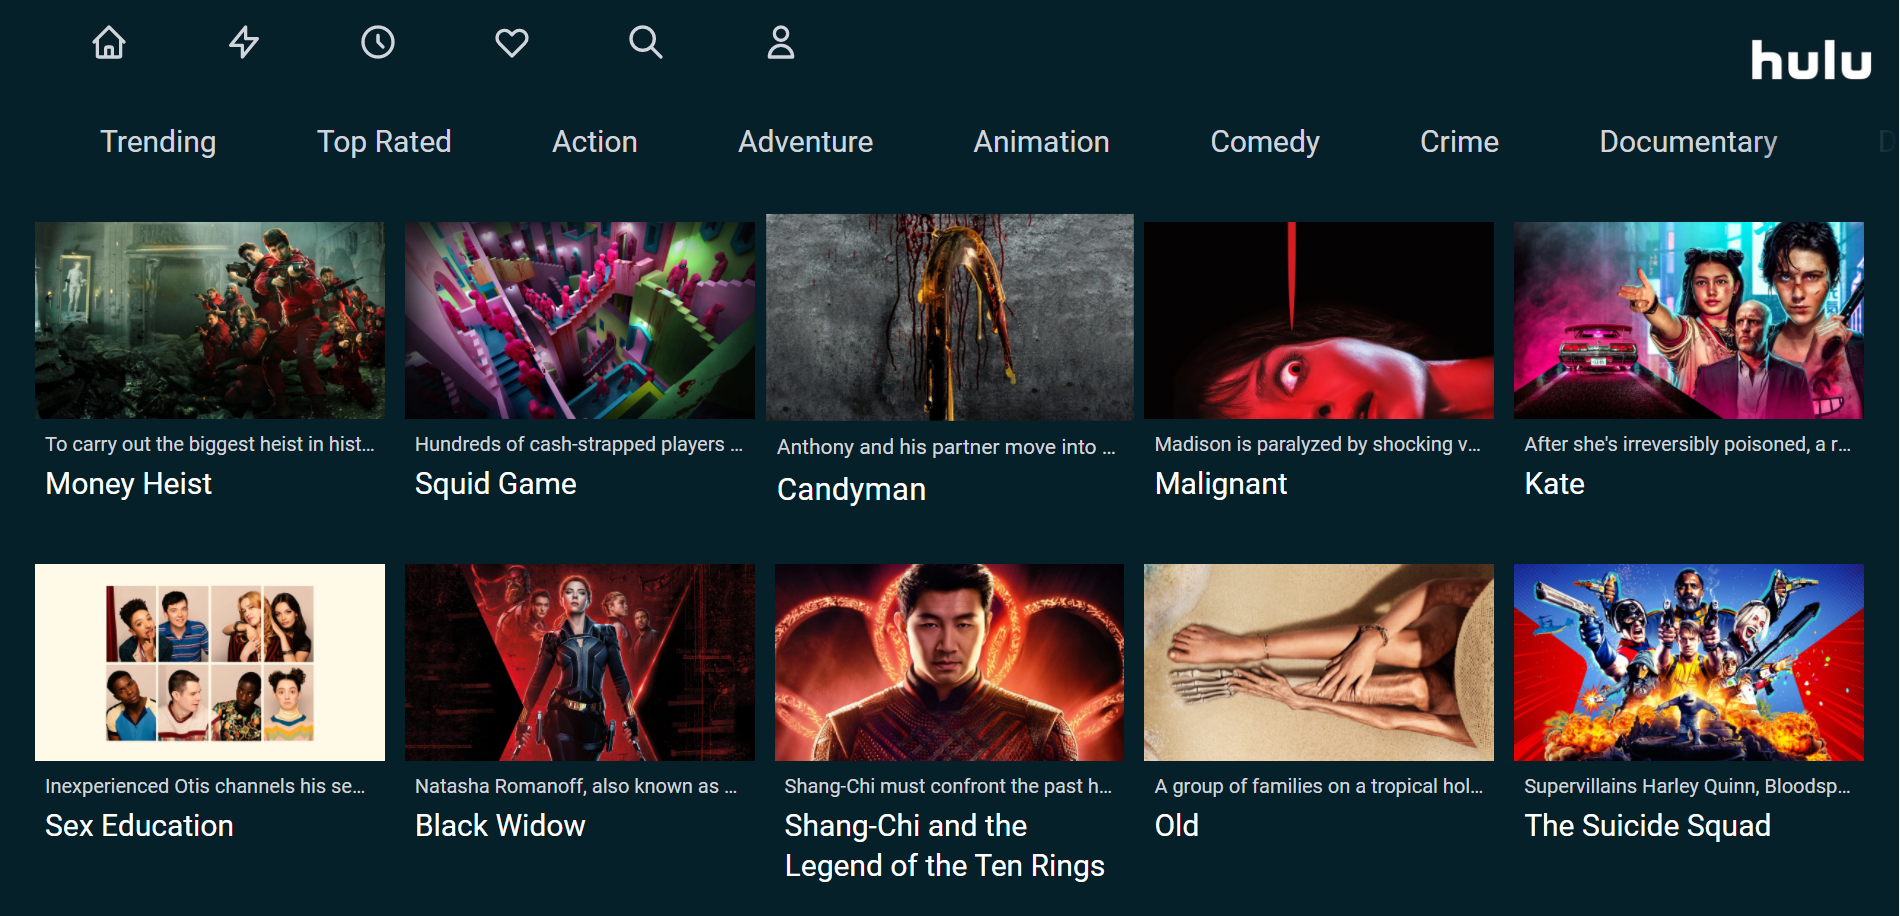 hulu
Trending
Top Rated
Action
Adventure
Animation
Comedy
Crime
Documentary
To carry out the biggest heist in hist...
Money Heist
Hundreds of cash-strapped players ...
Squid Game
Anthony and his partner move into ...
Candyman
Madison is paralyzed by shocking v...
Malignant
After she's irreversibly poisoned, a r...
Kate
Inexperienced Otis channels his se...
Sex Education
Natasha Romanoff, also known as ...
Black Widow
Shang-Chi must confront the past h...
Shang-Chi and the
Legend of the Ten Rings
A group of families on a tropical hol...
Old
Supervillains Harley Quinn, Bloodsp...
The Suicide Squad